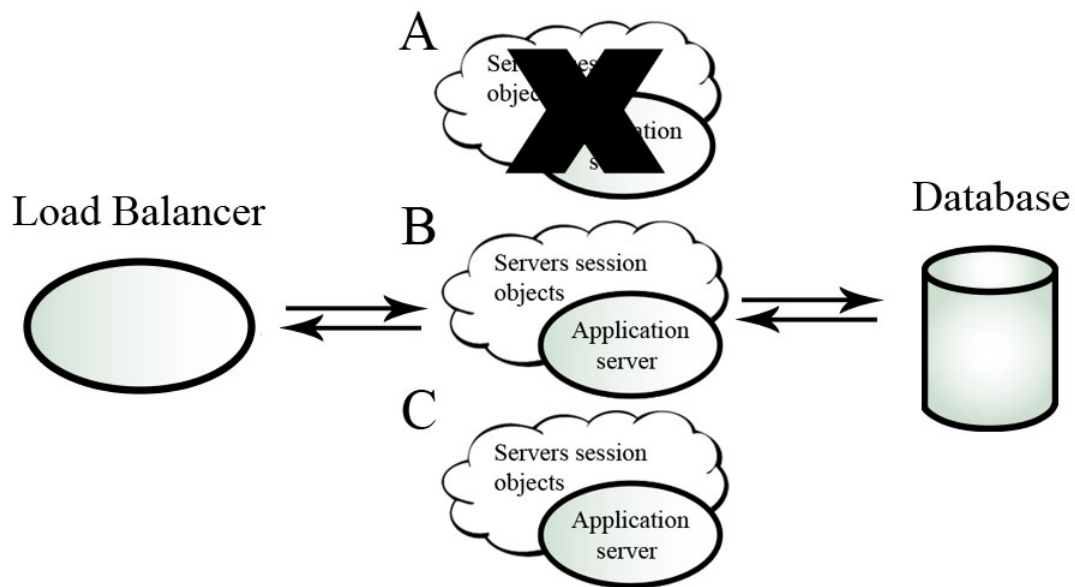 A
Load Balancer
Database
B
Servers session
objects
Application
server
C
Servers session
objects
Application
server